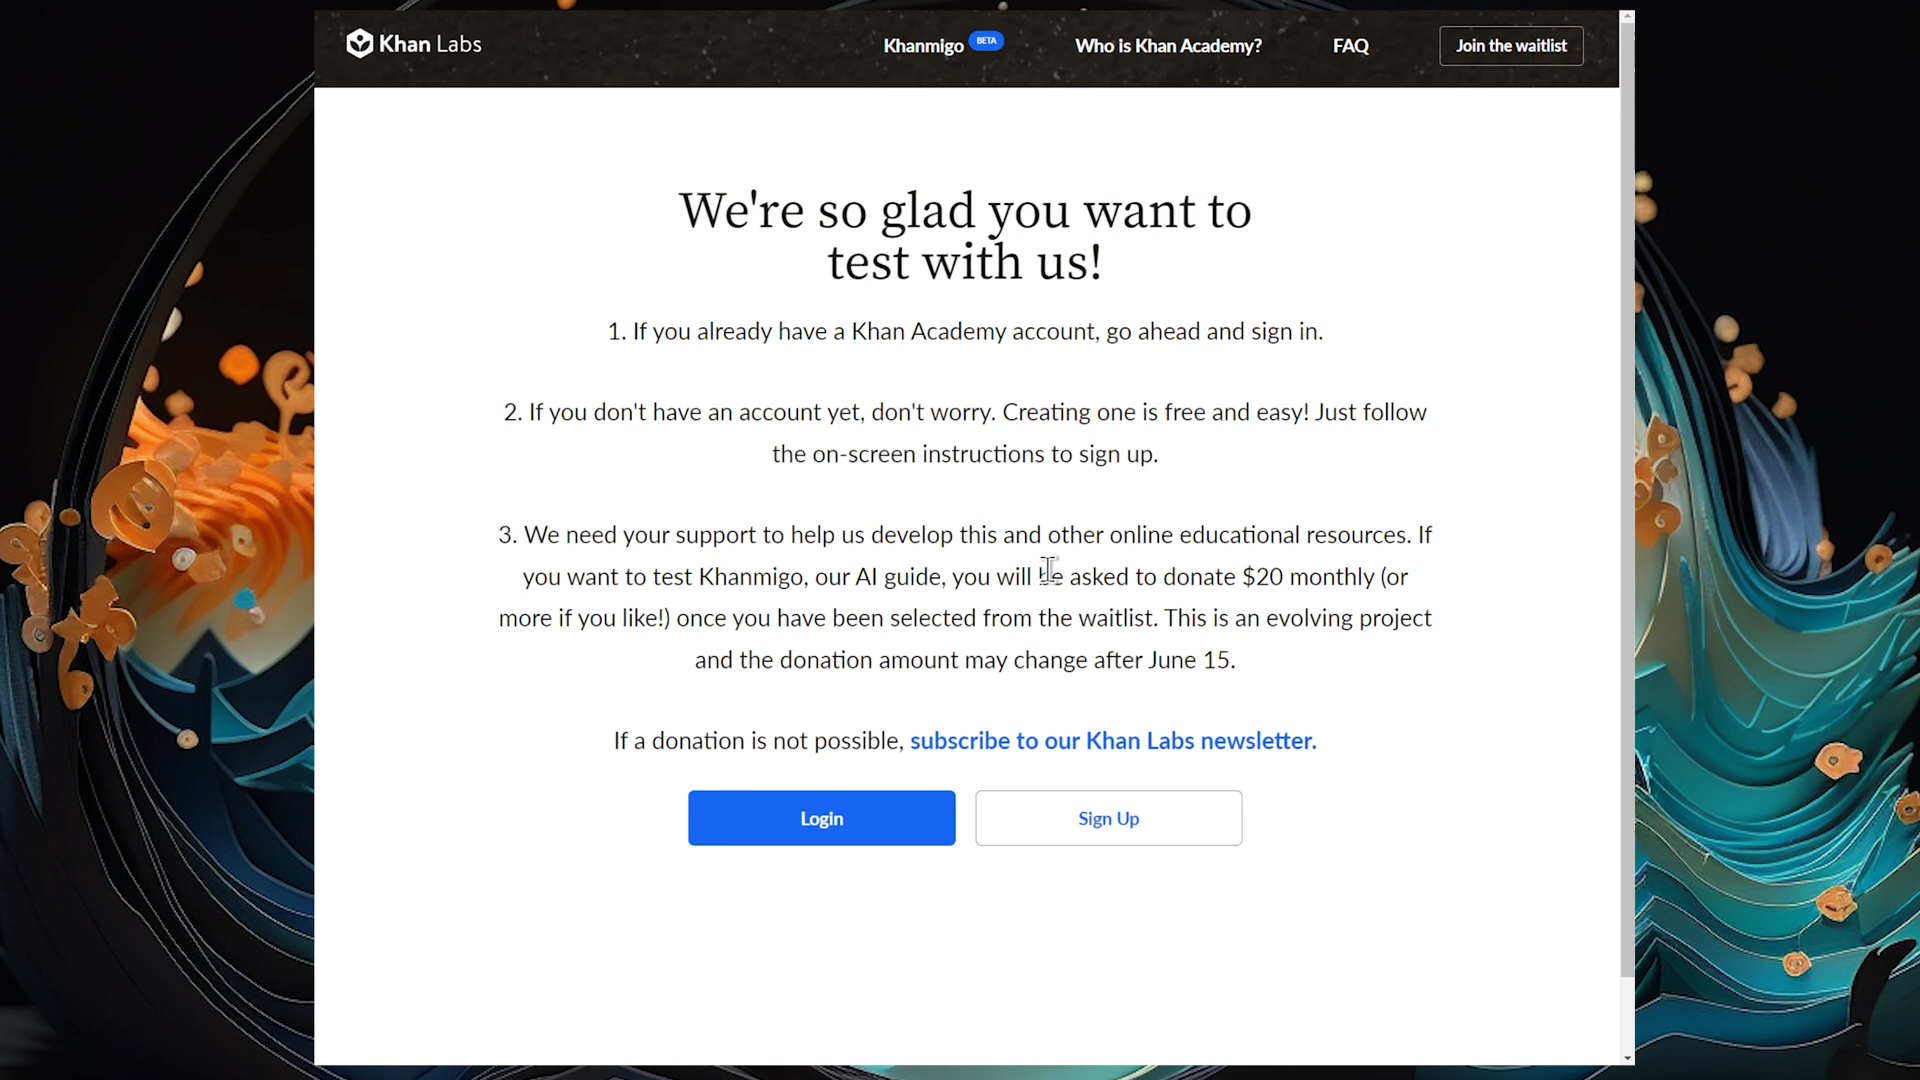 Khan Labs
Khanmigo BETA
Who is Khan Academy?
FAQ
Join the waitlist
We're so glad you want to
test with us!
1. If you already have a Khan Academy account, go ahead and sign in.
2. If you don't have an account yet, don't worry. Creating one is free and easy! Just follow
the on-screen instructions to sign up.
3. We need your support to help us develop this and other online educational resources. If
you want to test Khanmigo, our AI guide, you will be asked to donate $20 monthly (or
more if you like!) once you have been selected from the waitlist. This is an evolving project
and the donation amount may change after June 15.
If a donation is not possible, subscribe to our Khan Labs newsletter.
Login
Sign Up